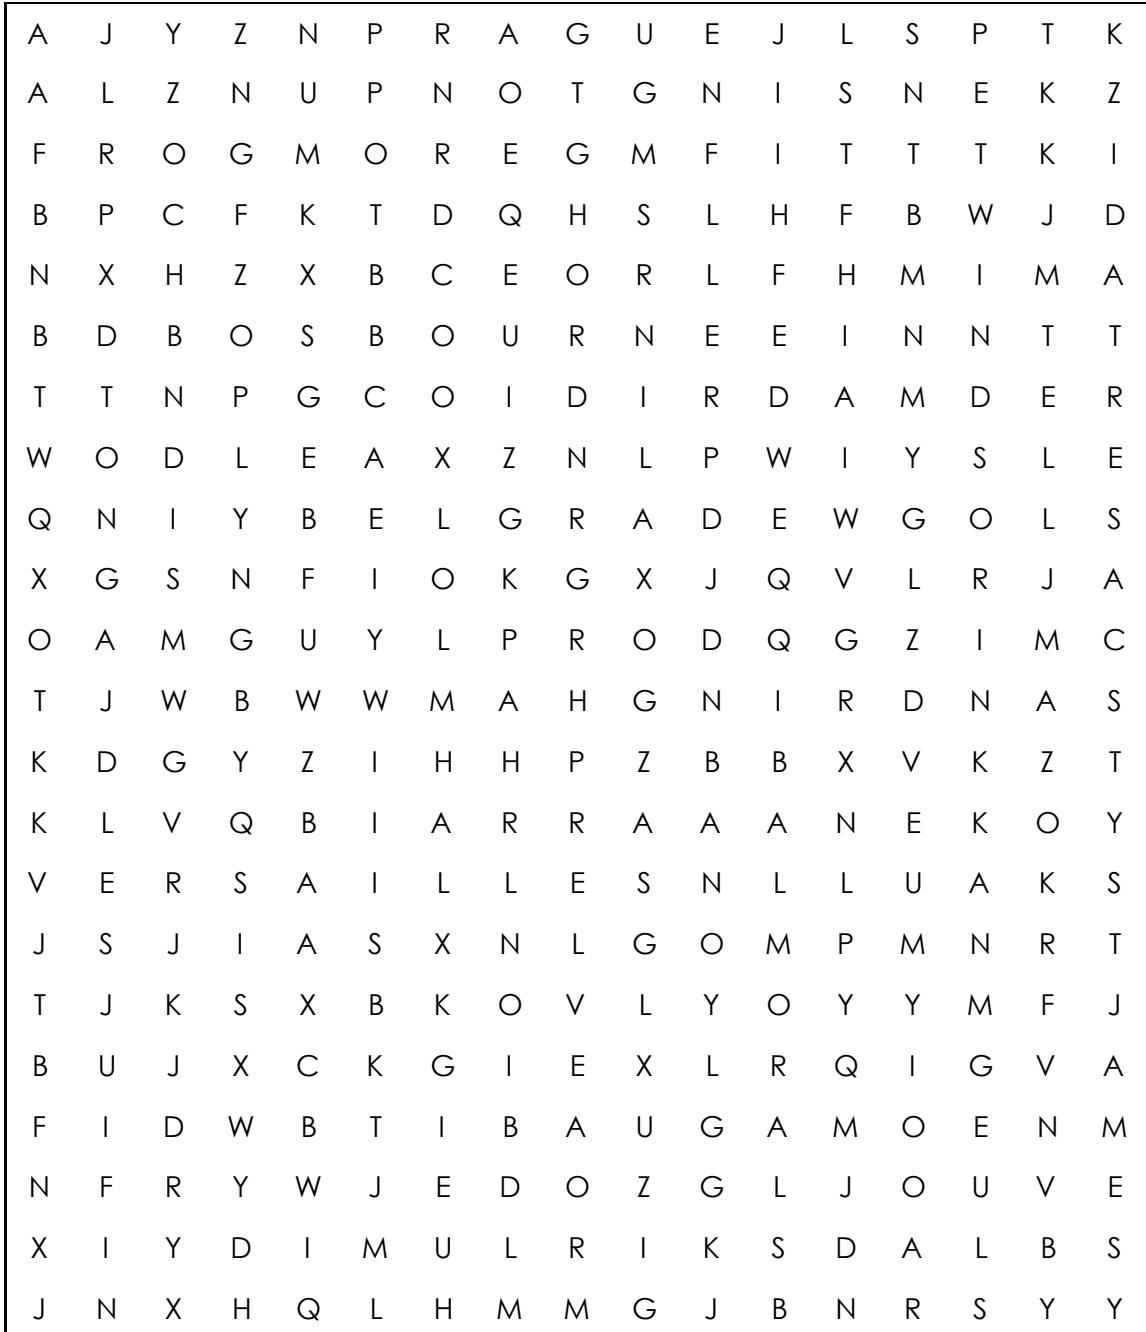 A J Y Z N P R A G U E J L S P T K
A L Z N U P N O T G N I S N E K Z
F R O G M O R E G M F I T T T K I
B P C F K T D Q H S L H F B W J D
N X H Z X B C E O R L F H M I M A
B D B O S B O U R N E E I N N T T
T T N P G C O I D I R D A M D E R
W O D L E A X Z N L P W I Y S L E
Q N I Y B E L G R A D E W G O L S
X G S N F I O K G X J Q V L R J A
O A M G U Y L P R O D Q G Z I M C
T J W B W W M A H G N I R D N A S
K D G Y Z I H H P Z B B X V K Z T
K L V Q B I A R R A A A N E K O Y
V E R S A I L L E S N L L U A K S
J S J I A S X N L G O M P M N R T
T J K S X B K O V L Y O Y Y M F J
B U J X C K G I E X L R Q I G V A
F I D W B T I B A U G A M O E N M
N F R Y W J E D O Z G L J O U V E
X I Y D I M U L R I K S D A L B S
J N X H Q L H M M G J B N R S Y Y